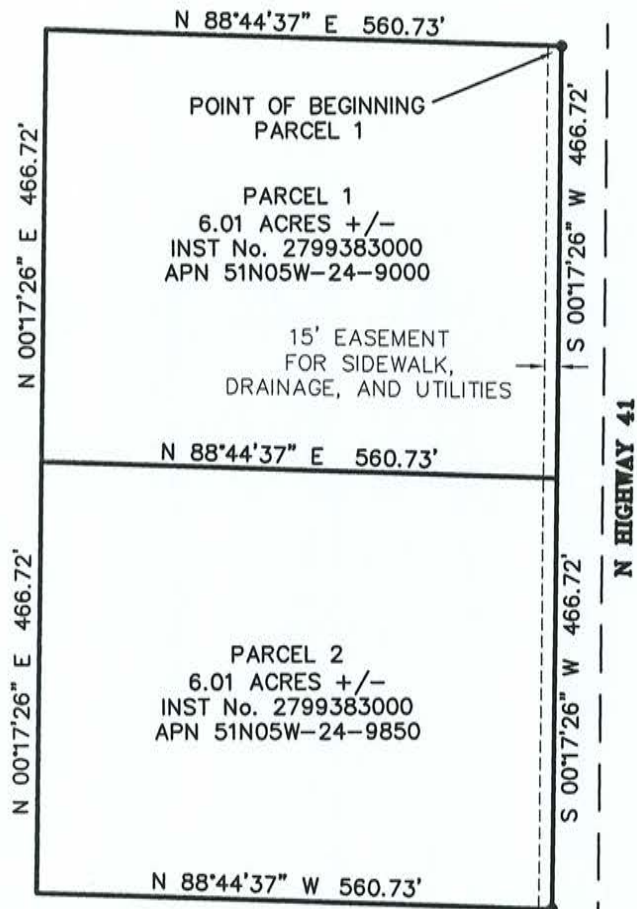 N 88°44'37" E 560.73'
POINT OF BEGINNING
PARCEL 1
N 00°17'26" E 466.72'
S 00°17'26" W 466.72'
PARCEL 1
6.01 ACRES +/-
INST No. 2799383000
APN 51N05W-24-9000
15' EASEMENT
FOR SIDEWALK,
DRAINAGE, AND UTILITIES
N HIGHWAY 41
N 88°44'37" E 560.73'
N 00°17'26" E 466.72'
S 00°17'26" W 466.72'
PARCEL 2
6.01 ACRES +/-
INST No. 2799383000
APN 51N05W-24-9850
N 88°44'37" W 560.73'